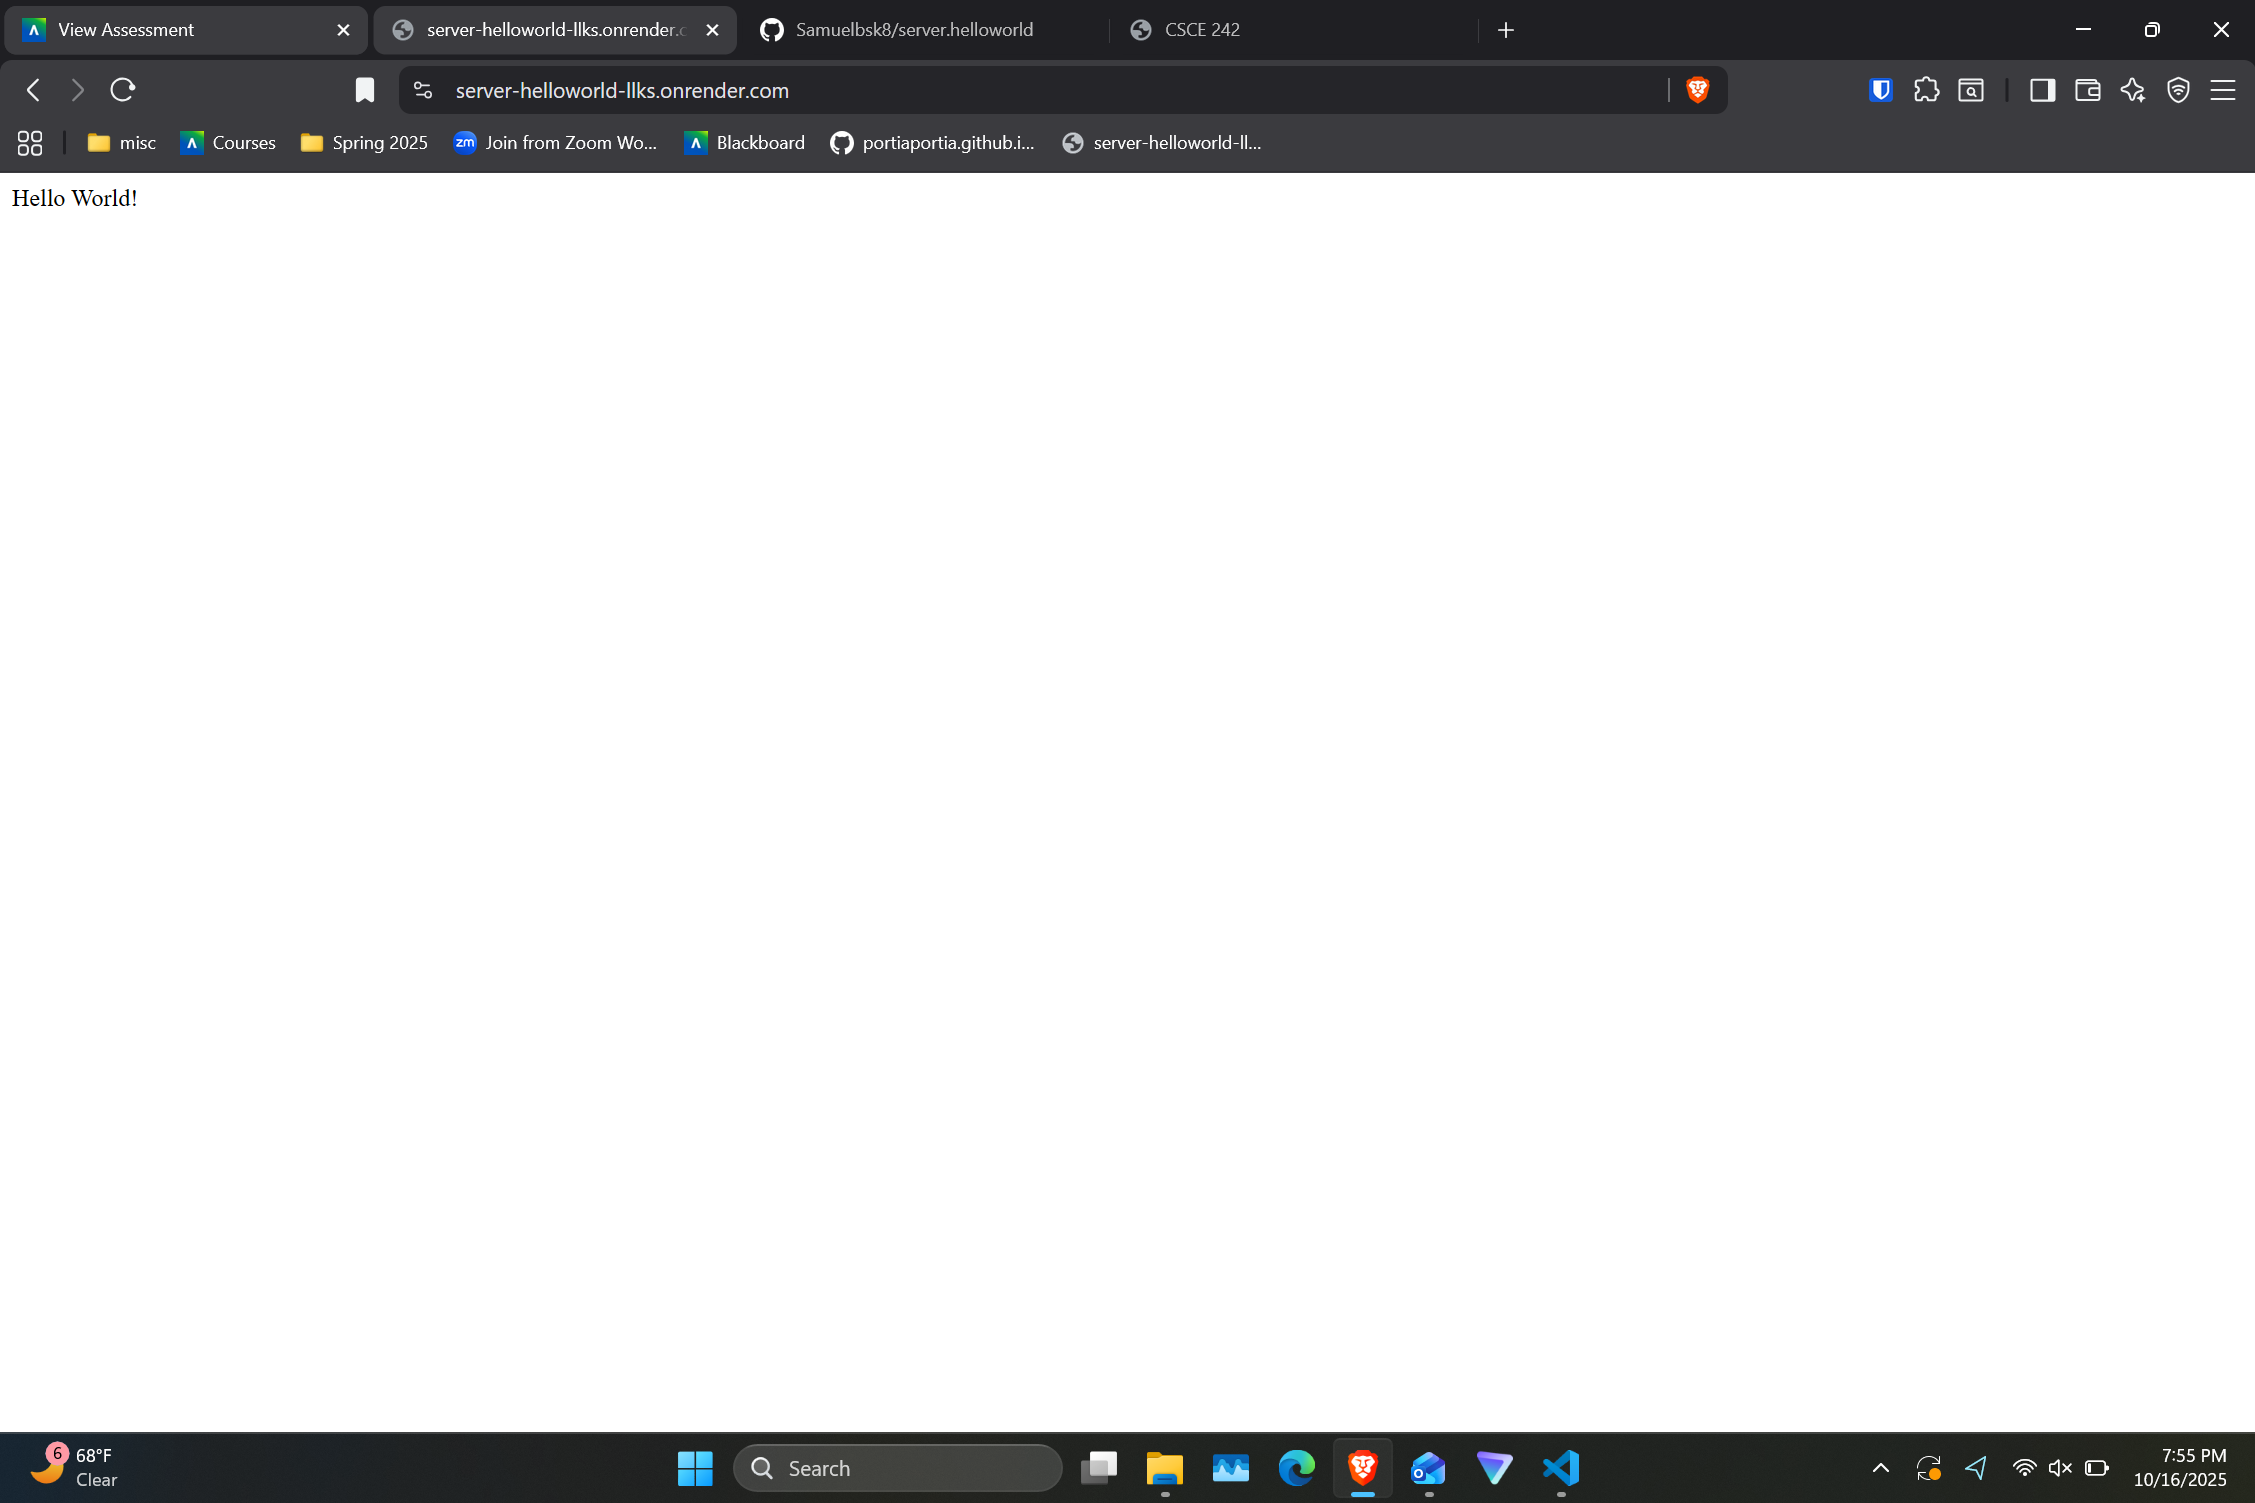 View Assessment
server-helloworld-llks.onrender.c
Samuelbsk8/server.helloworld
CSCE 242
server-helloworld-llks.onrender.com
misc
Courses
Spring 2025
zm
Join from Zoom Wo...
Blackboard
portiaportia.github.i...
server-helloworld-ll...
Hello World!
6
68°F
Clear
Search
7:55 PM
10/16/2025